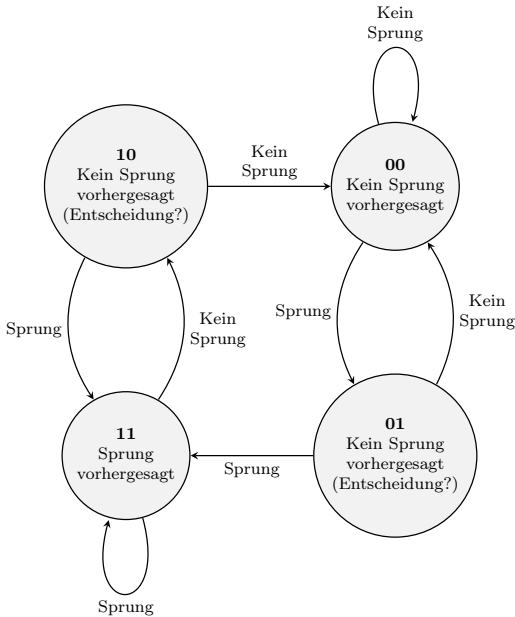 Kein
Sprung
10
Kein Sprung
vorhergesagt
(Entscheidung?)
Kein
Sprung
00
Kein Sprung
vorhergesagt
Sprung
Kein
Sprung
Sprung
Kein
Sprung
11
Sprung
vorhergesagt
Sprung
01
Kein Sprung
vorhergesagt
(Entscheidung?)
Sprung